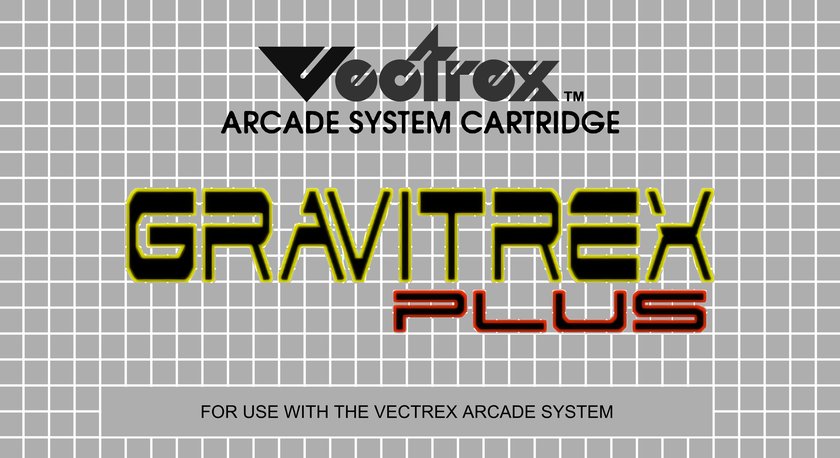 Vectrex™
ARCADE SYSTEM CARTRIDGE
GRAVITREX
PLUS
FOR USE WITH THE VECTREX ARCADE SYSTEM